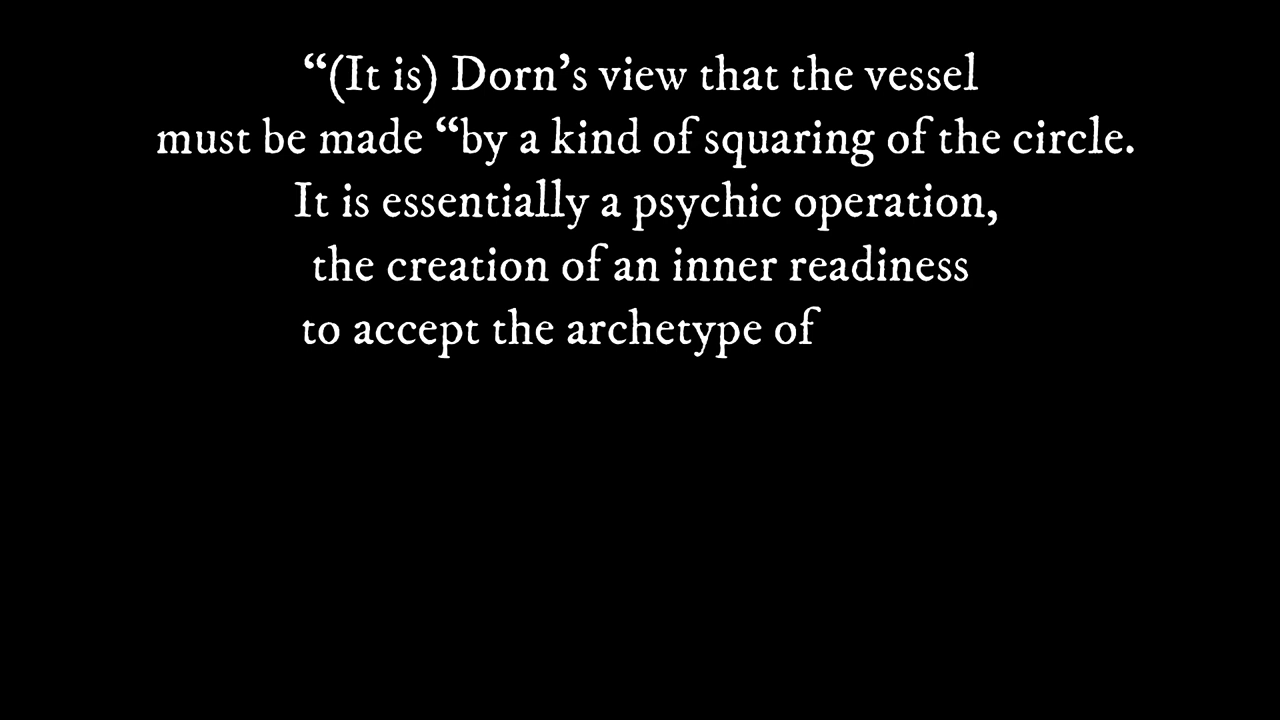 “(It is) Dorn’s view that the vessel
must be made “by a kind of squaring of the circle.
It is essentially a psychic operation,
the creation of an inner readiness
to accept the archetype of